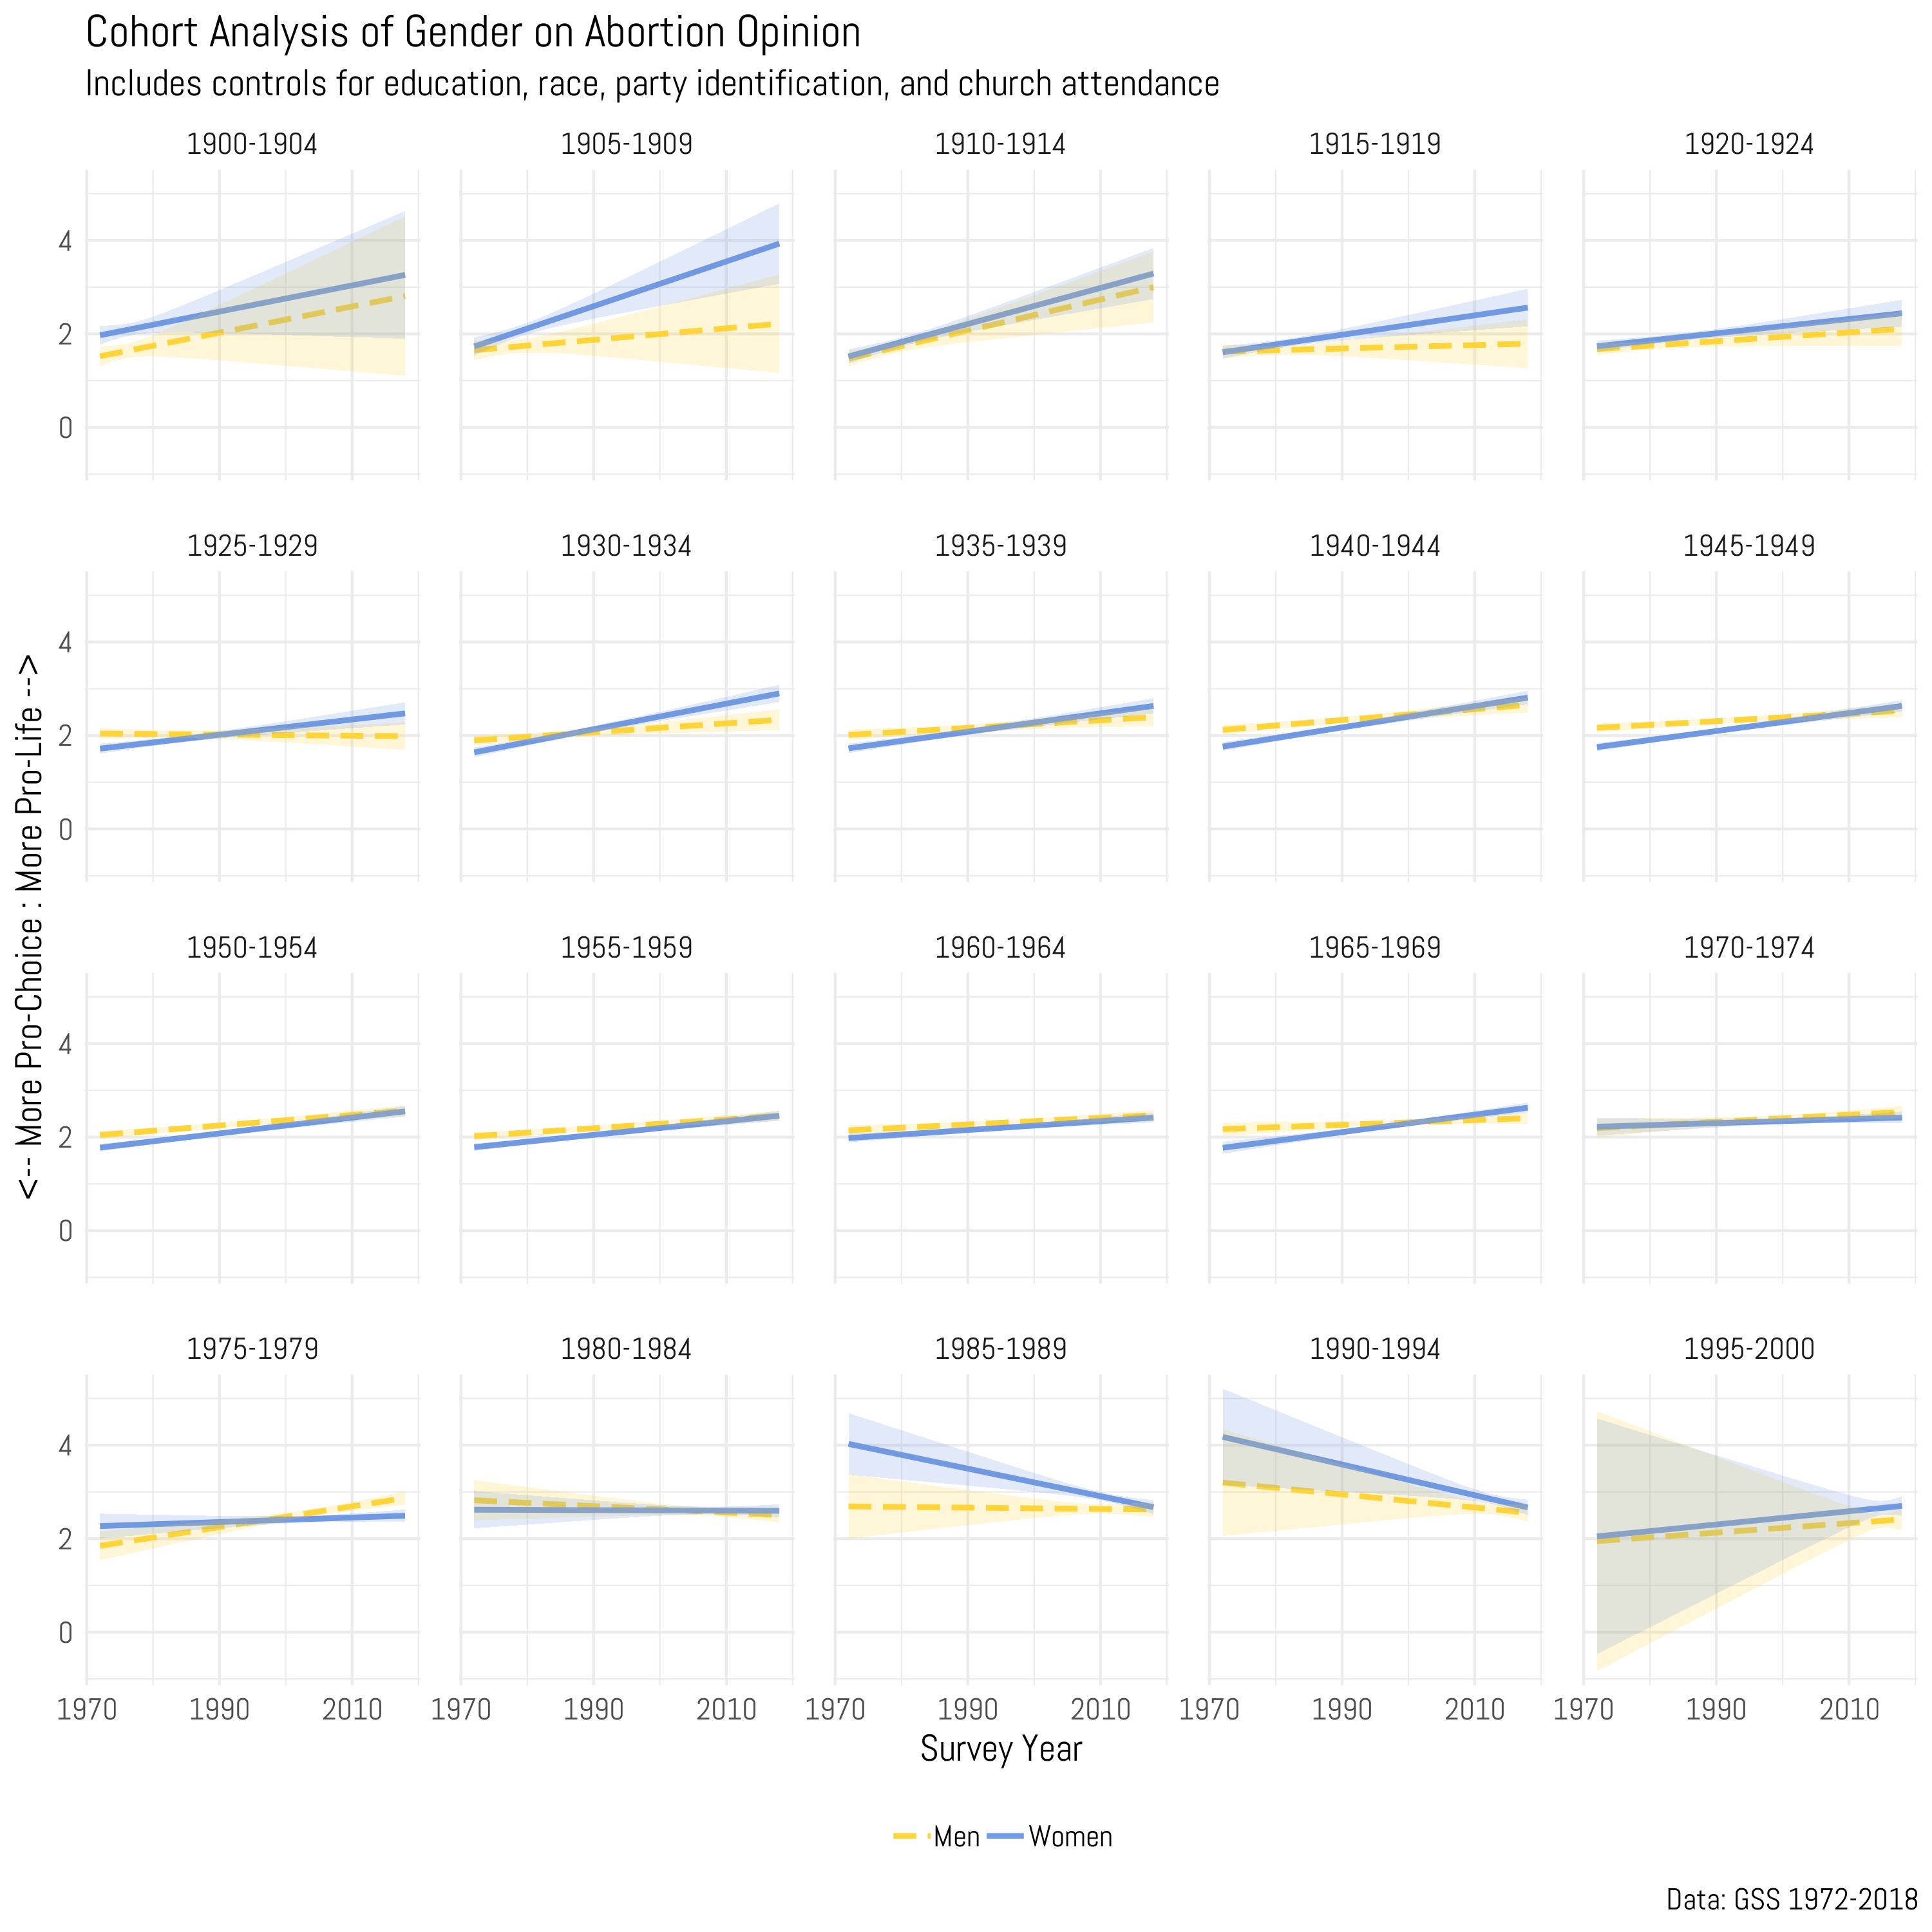 Cohort Analysis of Gender on Abortion Opinion
Includes controls for education, race, party identification, and church attendance
1900-1904 1905-1909 1910-1914 1915-1919 1920-1924
4
2
0
1925-1929 1930-1934 1935-1939 1940-1944 1945-1949
4
2
0
<-- More Pro-Choice : More Pro-Life -->
1950-1954 1955-1959 1960-1964 1965-1969 1970-1974
4
2
0
1975-1979 1980-1984 1985-1989 1990-1994 1995-2000
4
2
0
1970 1990 2010 1970 1990 2010 1970 1990 2010 1970 1990 2010 1970 1990 2010
Survey Year
Men Women
Data: GSS 1972-2018